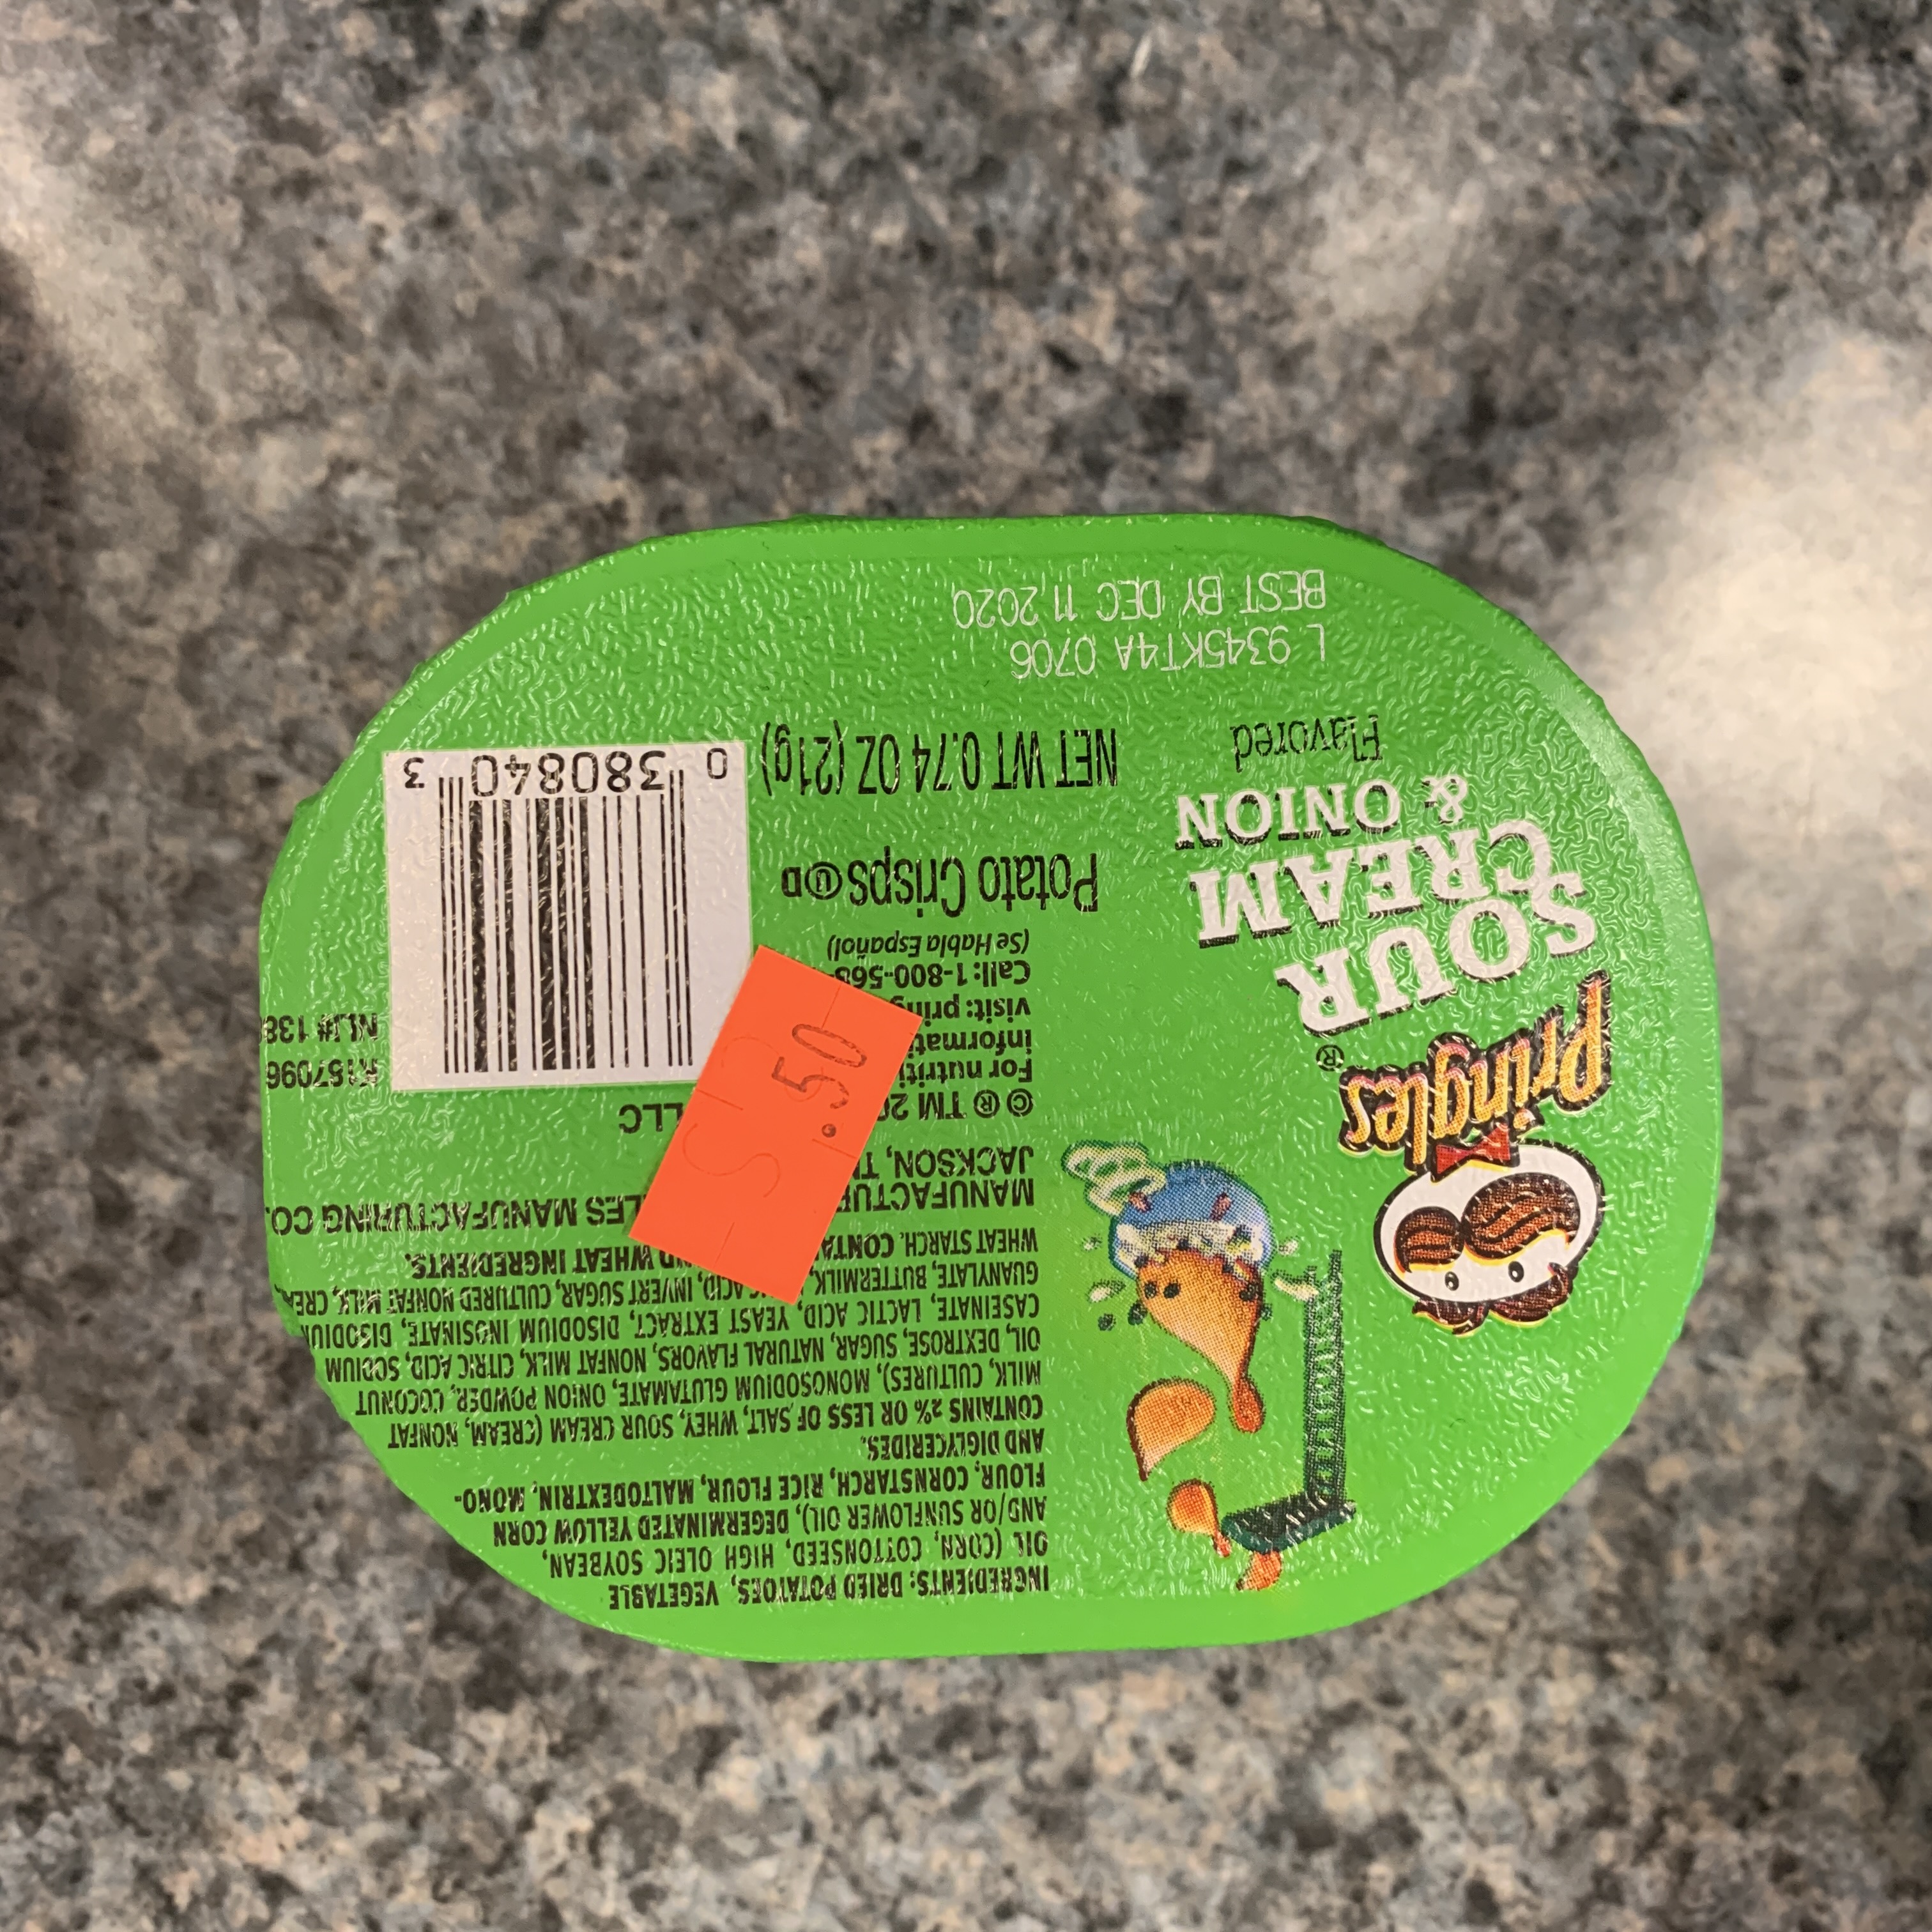 Pringles®
SOUR
CREAM
& ONION
Flavored
L 9345KT4A 0706
BEST BY DEC 11 2020
INGREDIENTS: DRIED POTATOES, VEGETABLE
OIL (CORN, COTTONSEED, HIGH OLEIC SOYBEAN,
AND/OR SUNFLOWER OIL), DEGERMINATED YELLOW CORN
FLOUR, CORNSTARCH, RICE FLOUR, MALTODEXTRIN, MONO-
AND DIGLYCERIDES.
CONTAINS 2% OR LESS OF SALT, WHEY, SOUR CREAM (CREAM, NONFAT
MILK, CULTURES), MONOSODIUM GLUTAMATE, ONION POWDER, COCONUT
OIL, DEXTROSE, SUGAR, NATURAL FLAVORS, NONFAT MILK, CITRIC ACID, SODIUM
CASEINATE, LACTIC ACID, YEAST EXTRACT, DISODIUM INOSINATE, DISODIUM
GUANYLATE, BUTTERMILK, ACID, INVERT SUGAR, CULTURED NONFAT MILK, CREA
WHEAT STARCH. CONTA WHEAT INGREDIENTS.
MANUFACTU LES MANUFACTURING CO.
JACKSON, T
© ® TM 2 LLC
For nutriti
informati
visit: pring
Call: 1-800-56
(Se Habla Español)
Potato Crisps Ⓤ D
NET WT 0.74 OZ (21g)
K157096
NLI# 138
0 380840 3
.50